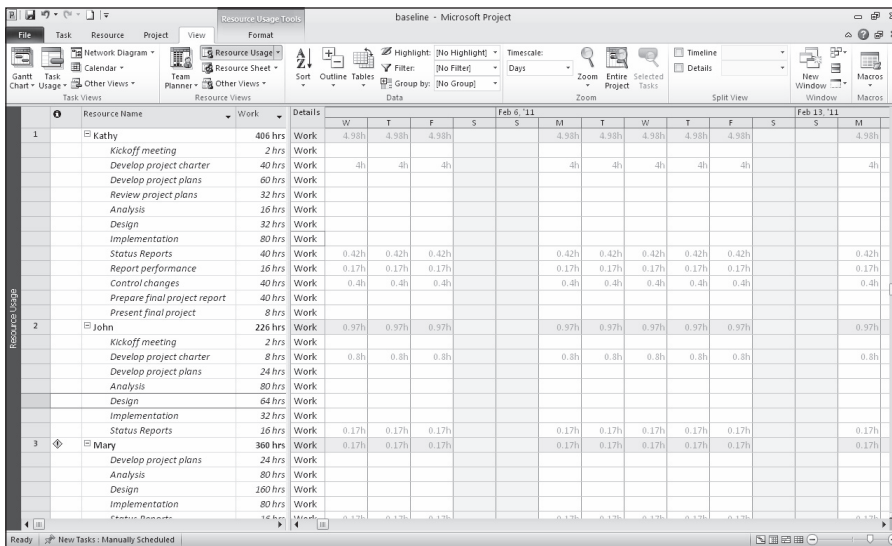 Resource Usage Tools
baseline - Microsoft Project
File Task Resource Project View Format
Gantt Chart
Task Usage
Network Diagram
Calendar
Other Views
Task Views
Team Planner
Resource Usage
Resource Sheet
Other Views
Resource Views
Sort
Outline
Tables
Highlight: [No Highlight]
Filter: [No Filter]
Group by: [No Group]
Data
Timescale:
Days
Zoom
Entire Project
Selected Tasks
Zoom
Timeline
Details
Split View
New Window
Window
Macros
Macros
Resource Name Work Details Feb 6, '11 Feb 13, '11
W T F S S M T W T F S S M
1 Kathy 406 hrs Work 4.98h 4.98h 4.98h 4.98h 4.98h 4.98h 4.98h 4.98h 4.98h
Kickoff meeting 2 hrs Work
Develop project charter 40 hrs Work 4h 4h 4h 4h 4h 4h 4h 4h 4h
Develop project plans 60 hrs Work
Review project plans 32 hrs Work
Analysis 16 hrs Work
Design 32 hrs Work
Implementation 80 hrs Work
Status Reports 40 hrs Work 0.42h 0.42h 0.42h 0.42h 0.42h 0.42h 0.42h 0.42h 0.42h
Report performance 16 hrs Work 0.17h 0.17h 0.17h 0.17h 0.17h 0.17h 0.17h 0.17h 0.17h
Control changes 40 hrs Work 0.4h 0.4h 0.4h 0.4h 0.4h 0.4h 0.4h 0.4h 0.4h
Prepare final project report 40 hrs Work
Present final project 8 hrs Work
2 John 226 hrs Work 0.97h 0.97h 0.97h 0.97h 0.97h 0.97h 0.97h 0.97h 0.97h
Kickoff meeting 2 hrs Work
Develop project charter 8 hrs Work 0.8h 0.8h 0.8h 0.8h 0.8h 0.8h 0.8h 0.8h 0.8h
Develop project plans 24 hrs Work
Analysis 80 hrs Work
Design 64 hrs Work
Implementation 32 hrs Work
Status Reports 16 hrs Work 0.17h 0.17h 0.17h 0.17h 0.17h 0.17h 0.17h 0.17h 0.17h
3 Mary 360 hrs Work 0.17h 0.17h 0.17h 0.17h 0.17h 0.17h 0.17h 0.17h 0.17h
Develop project plans 24 hrs Work
Analysis 80 hrs Work
Design 160 hrs Work
Implementation 80 hrs Work
Resource Usage
Ready New Tasks : Manually Scheduled